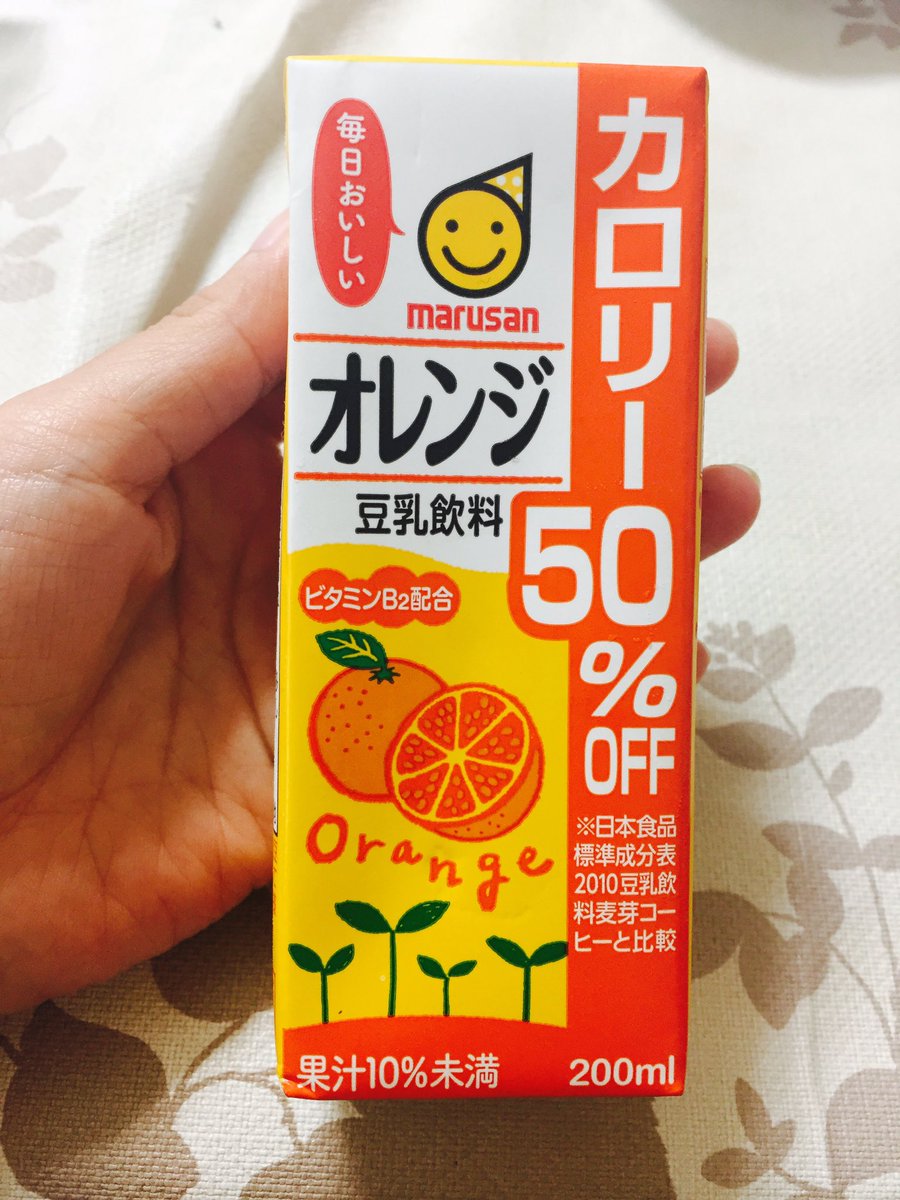 毎日おいしい
marusan
オレンジ
豆乳飲料
カロリー
50
%
OFF
ビタミンB2配合
Orange
※日本食品
標準成分表
2010豆乳飲
料麦芽コー
ヒーと比較
果汁10%未満
200ml